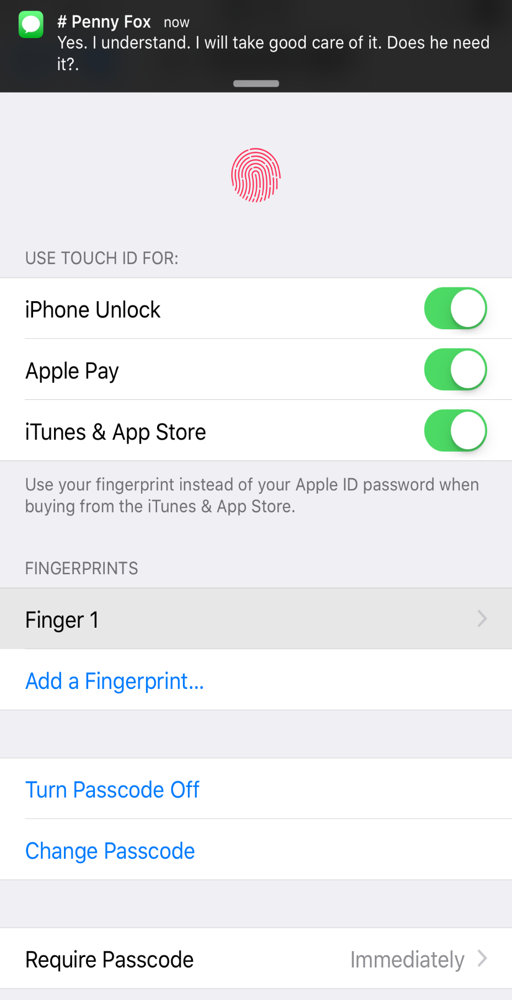 # Penny Fox now
Yes. I understand. I will take good care of it. Does he need
it?.
USE TOUCH ID FOR:
iPhone Unlock
Apple Pay
iTunes & App Store
Use your fingerprint instead of your Apple ID password when
buying from the iTunes & App Store.
FINGERPRINTS
Finger 1
Add a Fingerprint...
Turn Passcode Off
Change Passcode
Require Passcode Immediately